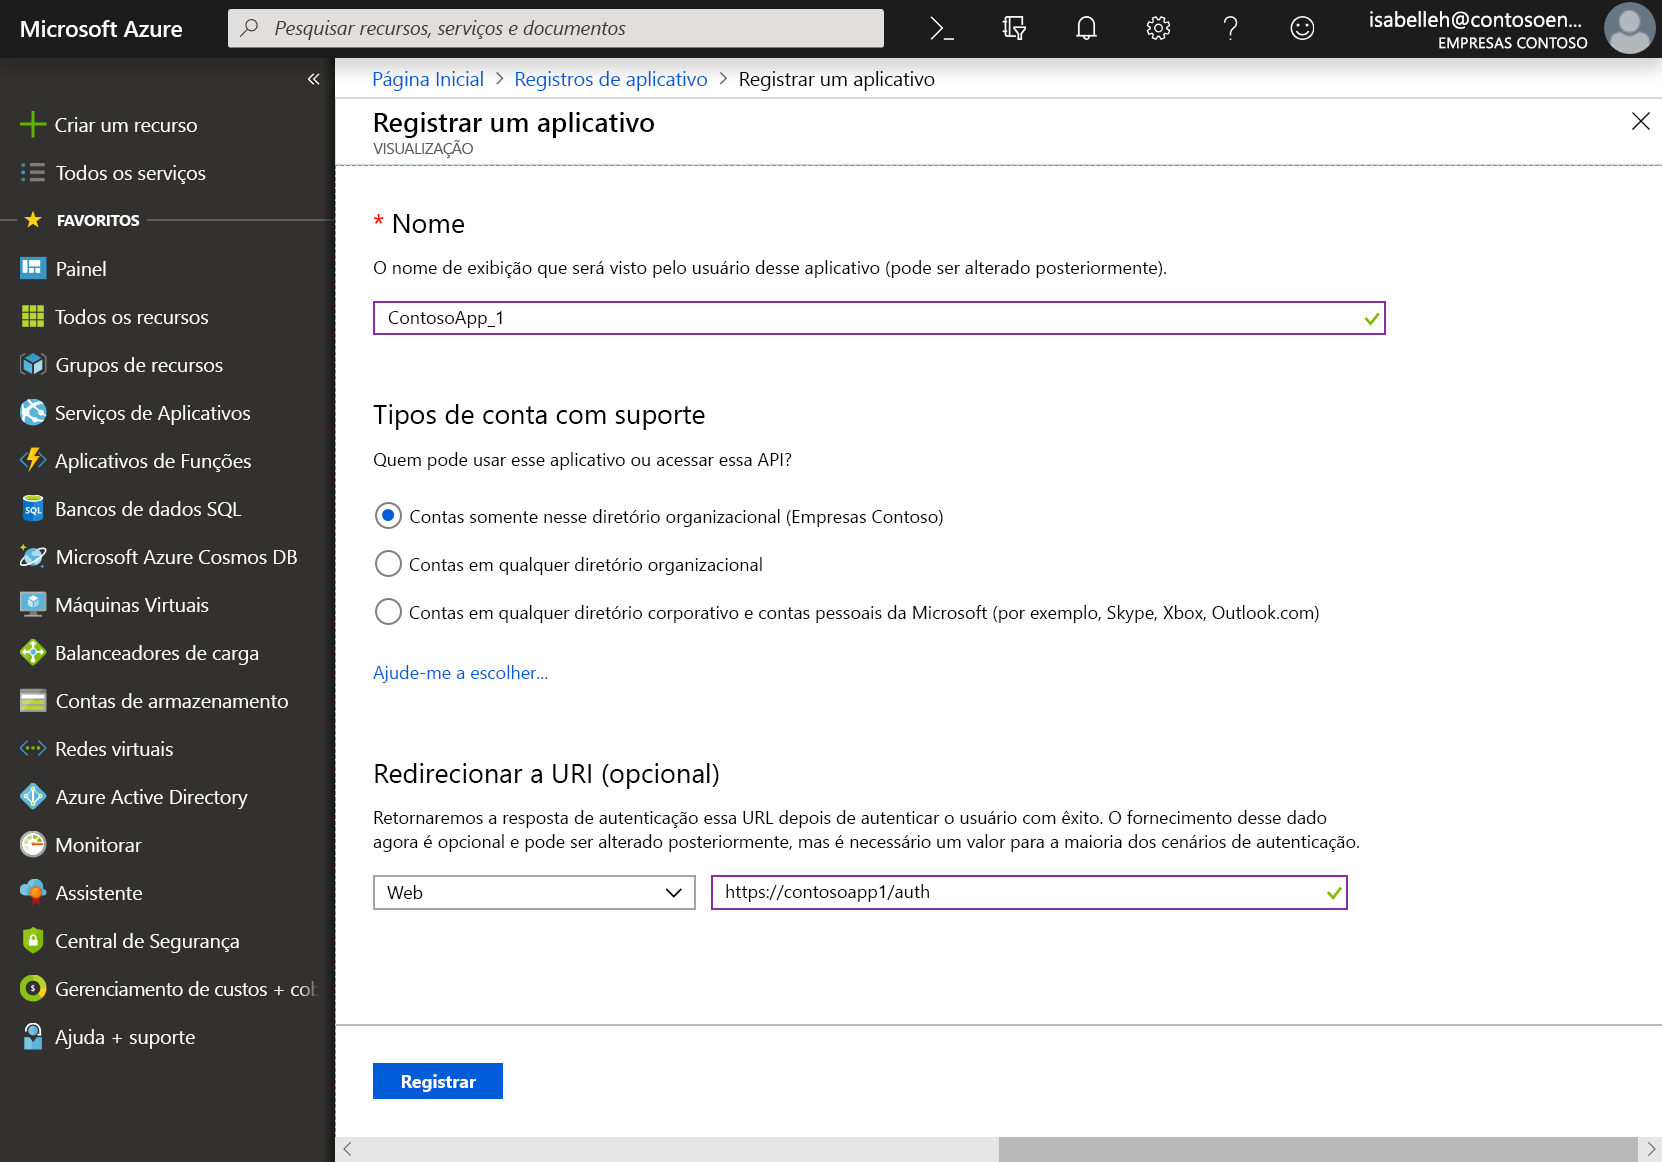 Microsoft Azure
Pesquisar recursos, serviços e documentos
isabelleh@contosoen...
EMPRESAS CONTOSO
Criar um recurso
Todos os serviços
FAVORITOS
Painel
Todos os recursos
Grupos de recursos
Serviços de Aplicativos
Aplicativos de Funções
SQL
Bancos de dados SQL
Microsoft Azure Cosmos DB
Máquinas Virtuais
Balanceadores de carga
Contas de armazenamento
Redes virtuais
Azure Active Directory
Monitorar
Assistente
Central de Segurança
Gerenciamento de custos + cob
Ajuda + suporte
Página Inicial > Registros de aplicativo > Registrar um aplicativo
Registrar um aplicativo
VISUALIZAÇÃO
* Nome
O nome de exibição que será visto pelo usuário desse aplicativo (pode ser alterado posteriormente).
ContosoApp_1
Tipos de conta com suporte
Quem pode usar esse aplicativo ou acessar essa API?
Contas somente nesse diretório organizacional (Empresas Contoso)
Contas em qualquer diretório organizacional
Contas em qualquer diretório corporativo e contas pessoais da Microsoft (por exemplo, Skype, Xbox, Outlook.com)
Ajude-me a escolher...
Redirecionar a URI (opcional)
Retornaremos a resposta de autenticação essa URL depois de autenticar o usuário com êxito. O fornecimento desse dado
agora é opcional e pode ser alterado posteriormente, mas é necessário um valor para a maioria dos cenários de autenticação.
Web
https://contosoapp1/auth
Registrar